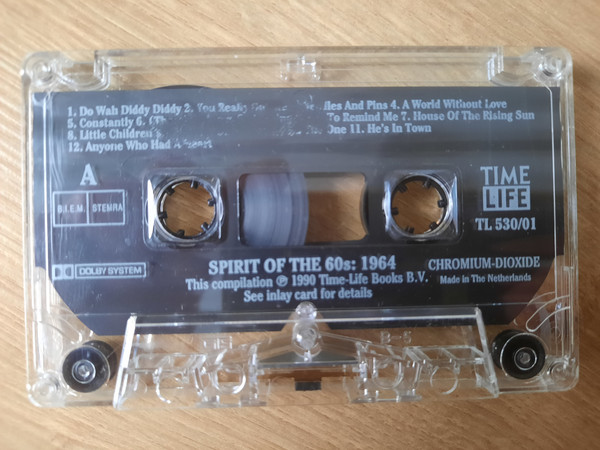 1. Do Wah Diddy Diddy 2. You Really And Pins 4. A World Without Love
5. Constantly 6. To Remind Me 7. House Of The Rising Sun
8. Little Children One 11. He's In Town
12. Anyone Who Had A
A
TIME
LIFE
B.I.E.M. STEMRA
TL 530/01
DOLBY SYSTEM
SPIRIT OF THE 60s: 1964
CHROMIUM-DIOXIDE
This compilation ℗ 1990 Time-Life Books B.V.
Made in The Netherlands
See inlay card for details